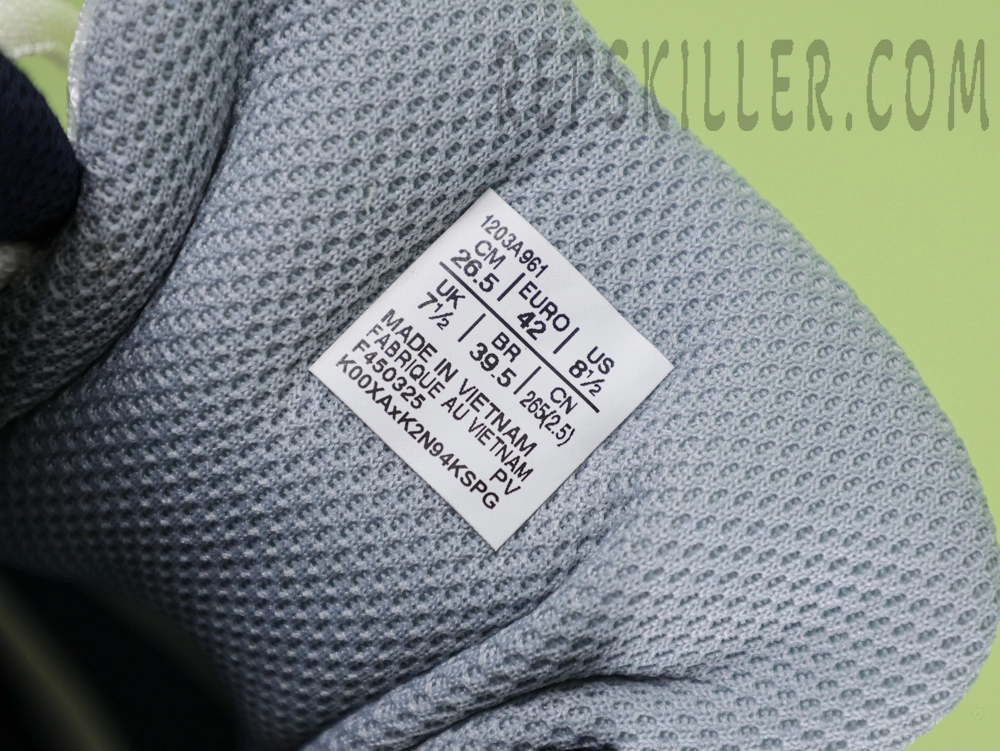 REPSKILLER.COM
1203A961
CM | EURO | US
26.5 | 42 | 8½
UK | BR | CN
7½ | 39.5 | 265(2.5)
MADE IN VIETNAM
FABRIQUE AU VIETNAM
F450325 PV
K00XAxK2N94KSPG